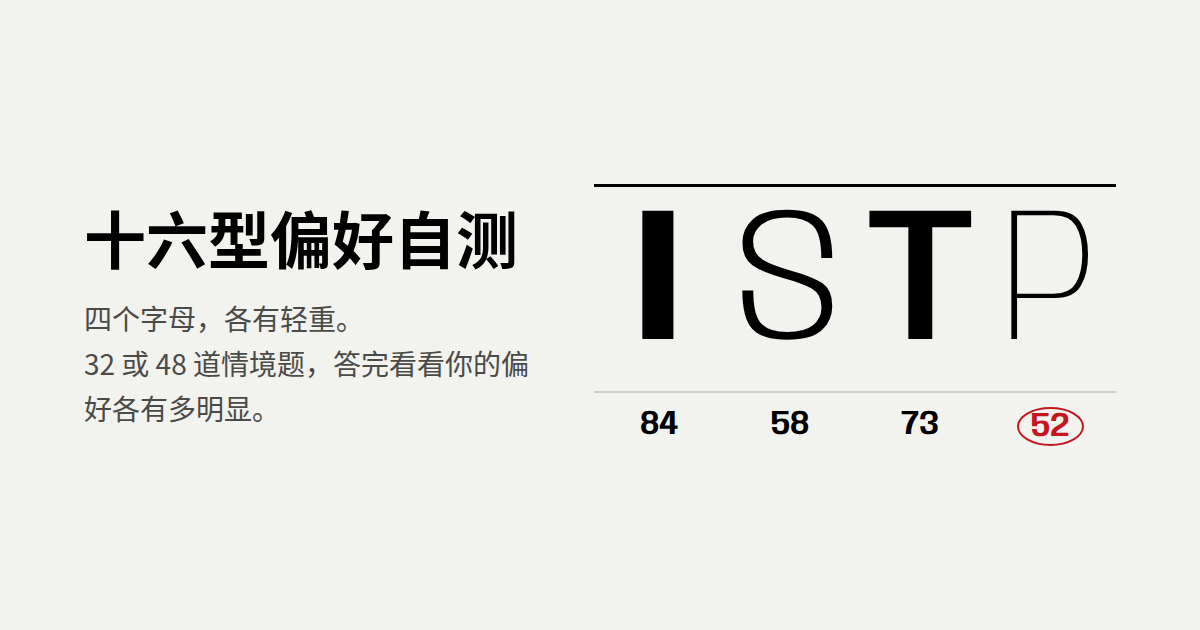 十六型偏好自测
四个字母，各有轻重。
32 或 48 道情境题，答完看看你的偏
好各有多明显。
I S T P
84 58 73 52